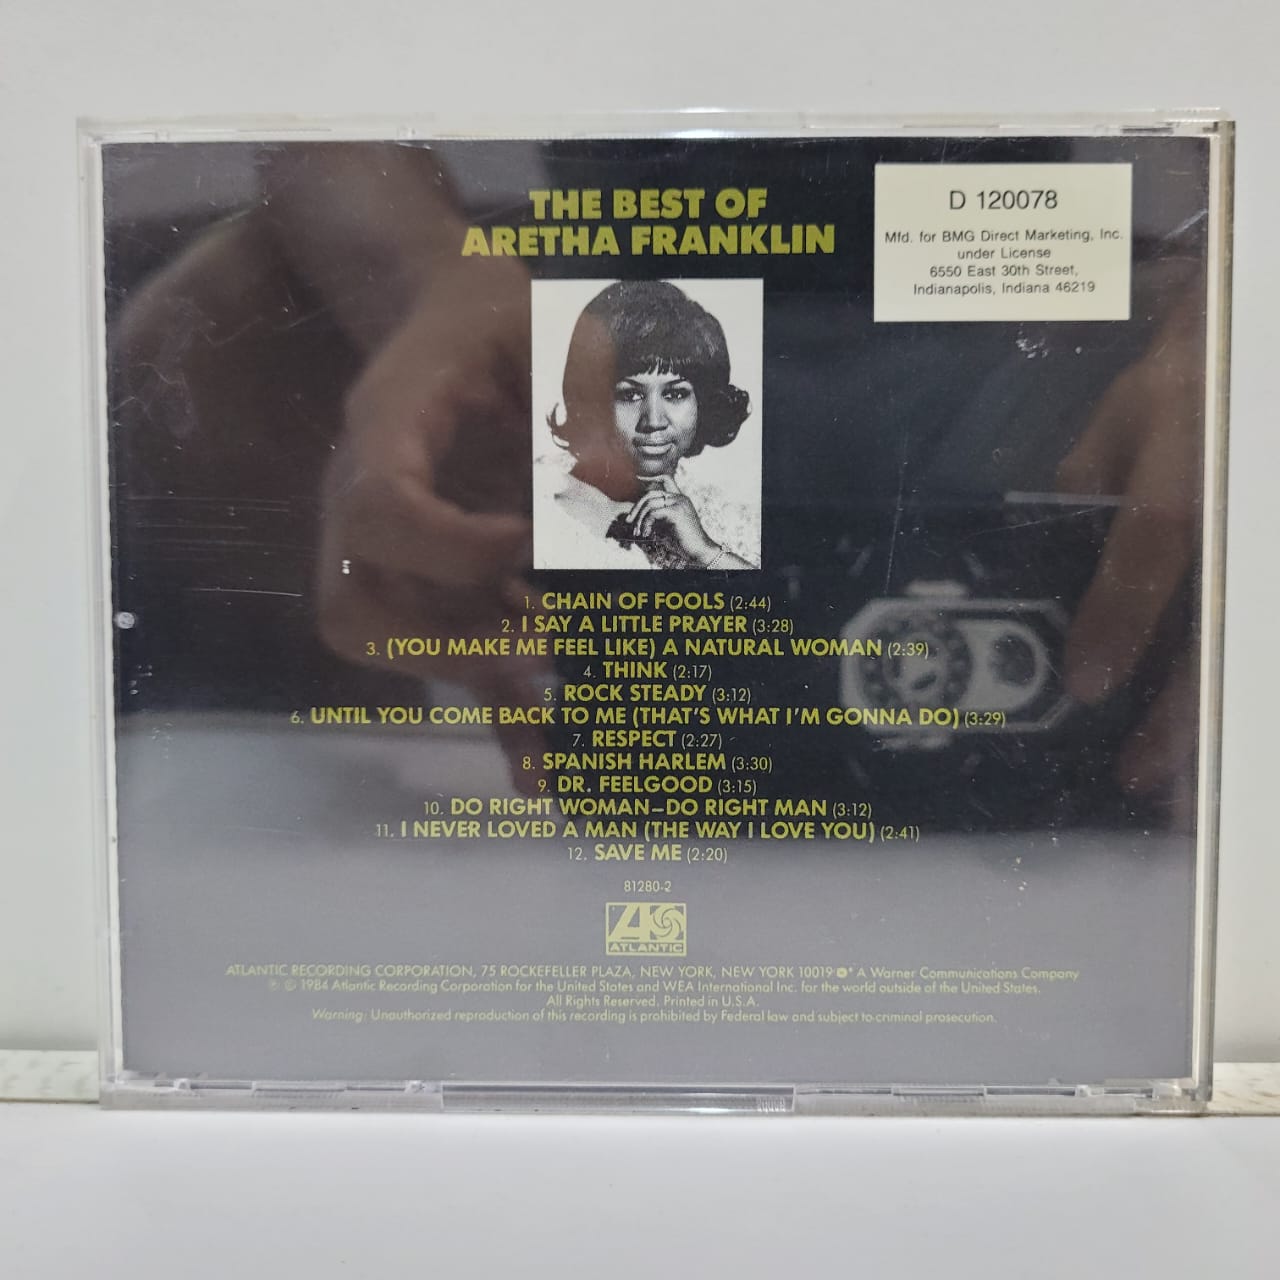 THE BEST OF
ARETHA FRANKLIN
D 120078
Mfd. for BMG Direct Marketing, Inc.
under License
6550 East 30th Street,
Indianapolis, Indiana 46219
1. CHAIN OF FOOLS (2:44)
2. I SAY A LITTLE PRAYER (3:28)
3. (YOU MAKE ME FEEL LIKE) A NATURAL WOMAN (2:39)
4. THINK (2:17)
5. ROCK STEADY (3:12)
6. UNTIL YOU COME BACK TO ME (THAT'S WHAT I'M GONNA DO) (3:29)
7. RESPECT (2:27)
8. SPANISH HARLEM (3:30)
9. DR. FEELGOOD (3:15)
10. DO RIGHT WOMAN–DO RIGHT MAN (3:12)
11. I NEVER LOVED A MAN (THE WAY I LOVE YOU) (2:41)
12. SAVE ME (2:20)
81280-2
ATLANTIC
ATLANTIC RECORDING CORPORATION, 75 ROCKEFELLER PLAZA, NEW YORK, NEW YORK 10019 A Warner Communications Company
℗ © 1984 Atlantic Recording Corporation for the United States and WEA International Inc. for the world outside of the United States.
All Rights Reserved. Printed in U.S.A.
Warning: Unauthorized reproduction of this recording is prohibited by Federal law and subject to criminal prosecution.